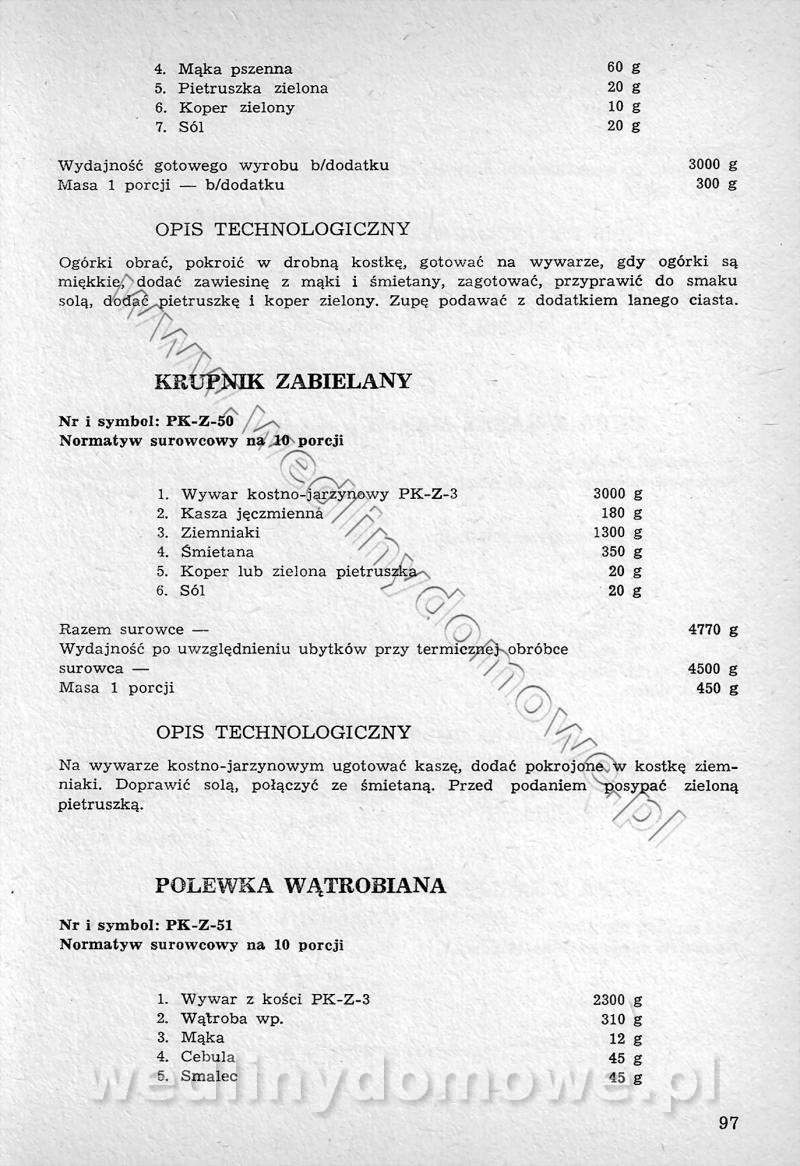 4. Mąka pszenna 60 g
5. Pietruszka zielona 20 g
6. Koper zielony 10 g
7. Sól 20 g
Wydajność gotowego wyrobu b/dodatku 3000 g
Masa 1 porcji — b/dodatku 300 g
OPIS TECHNOLOGICZNY
Ogórki obrać, pokroić w drobną kostkę, gotować na wywarze, gdy ogórki są
miękkie, dodać zawiesinę z mąki i śmietany, zagotować, przyprawić do smaku
solą, dodać pietruszkę i koper zielony. Zupę podawać z dodatkiem lanego ciasta.
KRUPNIK ZABIELANY
Nr i symbol: PK-Z-50
Normatyw surowcowy na 10 porcji
1. Wywar kostno-jarzynowy PK-Z-3 3000 g
2. Kasza jęczmienna 180 g
3. Ziemniaki 1300 g
4. Śmietana 350 g
5. Koper lub zielona pietruszka 20 g
6. Sól 20 g
Razem surowce — 4770 g
Wydajność po uwzględnieniu ubytków przy termicznej obróbce
surowca — 4500 g
Masa 1 porcji 450 g
OPIS TECHNOLOGICZNY
Na wywarze kostno-jarzynowym ugotować kaszę, dodać pokrojone w kostkę ziem-
niaki. Doprawić solą, połączyć ze śmietaną. Przed podaniem posypać zieloną
pietruszką.
POLEWKA WĄTROBIANA
Nr i symbol: PK-Z-51
Normatyw surowcowy na 10 porcji
1. Wywar z kości PK-Z-3 2300 g
2. Wątroba wp. 310 g
3. Mąka 12 g
4. Cebula 45 g
5. Smalec 45 g
97
www.wedlinydomowe.pl
wedlinydomowe.pl